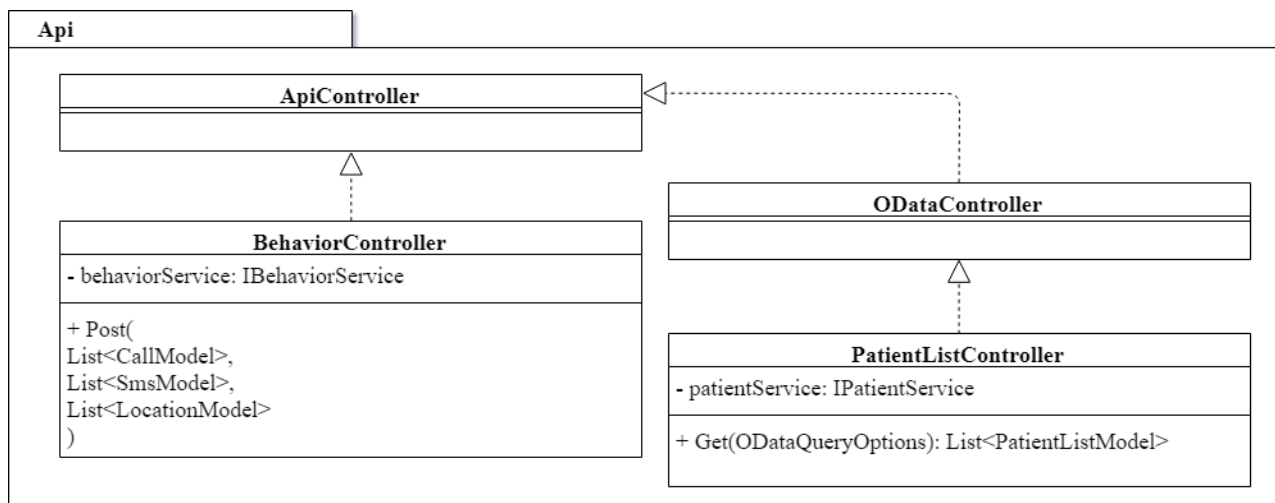 Api
ApiController
BehaviorController
- behaviorService: IBehaviorService
+ Post(
List<CallModel>,
List<SmsModel>,
List<LocationModel>
)
ODataController
PatientListController
- patientService: IPatientService
+ Get(ODataQueryOptions): List<PatientListModel>